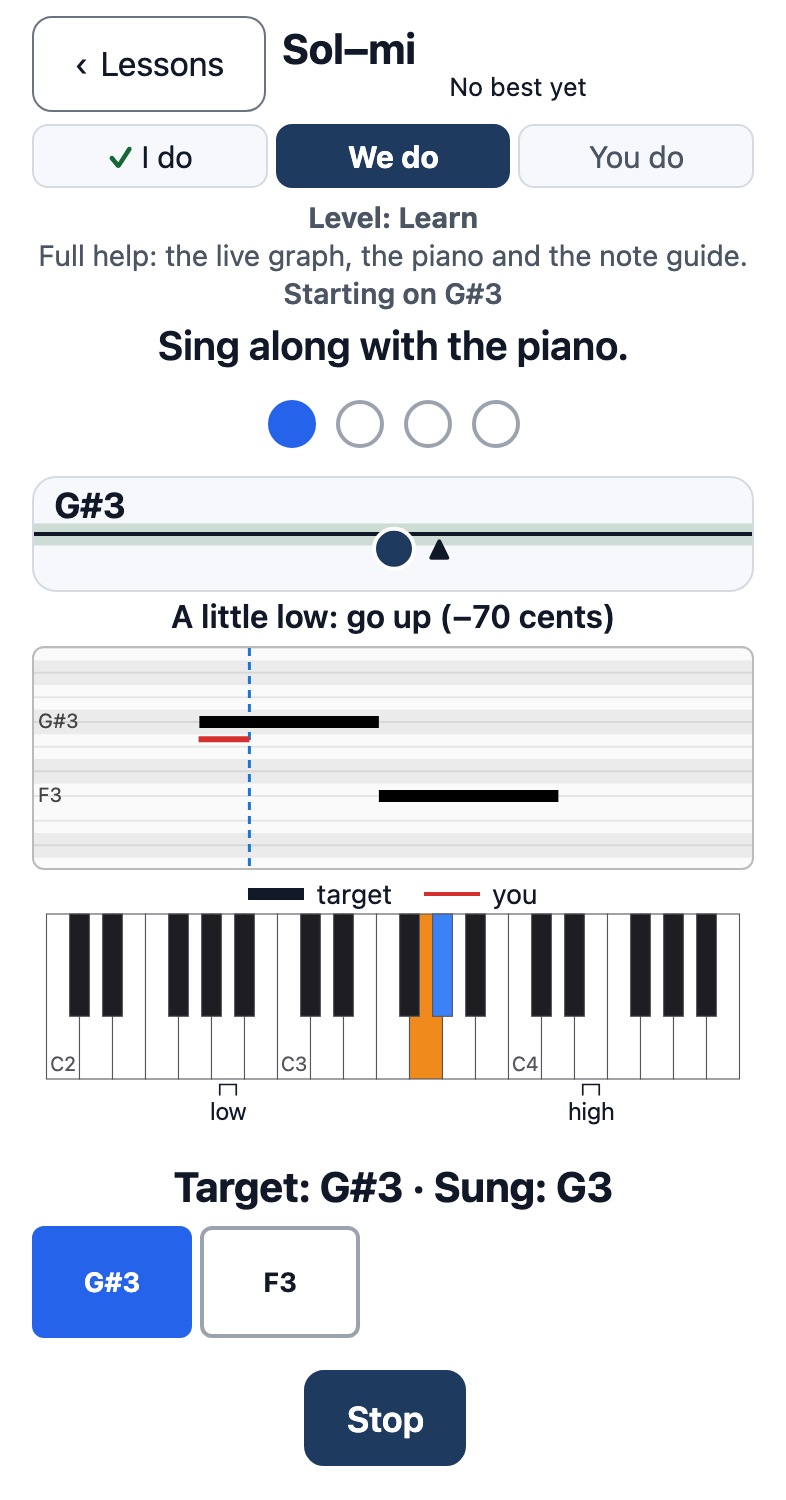 ‹ Lessons
Sol–mi
No best yet
✓ I do
We do
You do
Level: Learn
Full help: the live graph, the piano and the note guide.
Starting on G#3
Sing along with the piano.
G#3
A little low: go up (−70 cents)
G#3
F3
target
you
C2
C3
C4
low
high
Target: G#3 · Sung: G3
G#3
F3
Stop